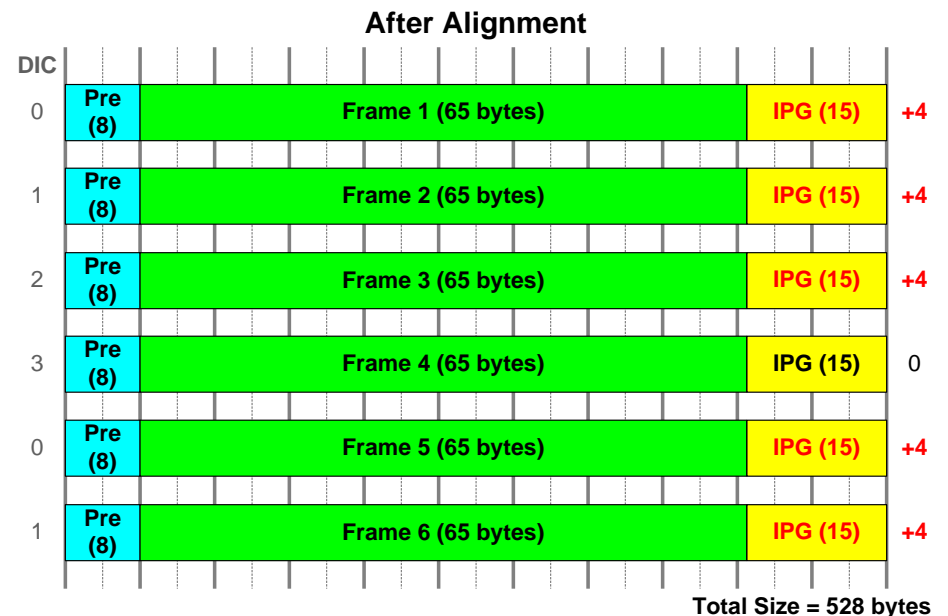 After Alignment
DIC
0 Pre (8) Frame 1 (65 bytes) IPG (15) +4
1 Pre (8) Frame 2 (65 bytes) IPG (15) +4
2 Pre (8) Frame 3 (65 bytes) IPG (15) +4
3 Pre (8) Frame 4 (65 bytes) IPG (15) 0
0 Pre (8) Frame 5 (65 bytes) IPG (15) +4
1 Pre (8) Frame 6 (65 bytes) IPG (15) +4
Total Size = 528 bytes